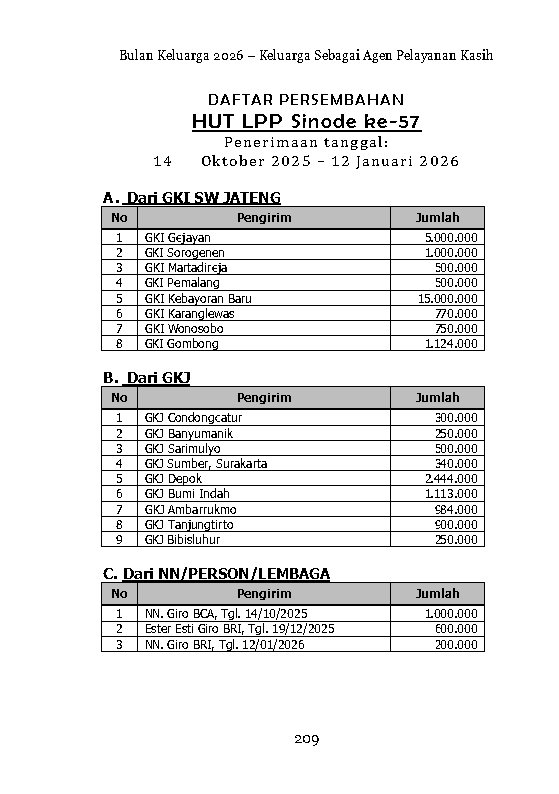 Bulan Keluarga 2026 – Keluarga Sebagai Agen Pelayanan Kasih
DAFTAR PERSEMBAHAN
HUT LPP Sinode ke-57
Penerimaan tanggal:
14 Oktober 2025 – 12 Januari 2026
A. Dari GKI SW JATENG
No Pengirim Jumlah
1 GKI Gejayan 5.000.000
2 GKI Sorogenen 1.000.000
3 GKI Martadireja 500.000
4 GKI Pemalang 500.000
5 GKI Kebayoran Baru 15.000.000
6 GKI Karanglewas 770.000
7 GKI Wonosobo 750.000
8 GKI Gombong 1.124.000
B. Dari GKJ
No Pengirim Jumlah
1 GKJ Condongcatur 300.000
2 GKJ Banyumanik 250.000
3 GKJ Sarimulyo 500.000
4 GKJ Sumber, Surakarta 340.000
5 GKJ Depok 2.444.000
6 GKJ Bumi Indah 1.113.000
7 GKJ Ambarrukmo 984.000
8 GKJ Tanjungtirto 900.000
9 GKJ Bibisluhur 250.000
C. Dari NN/PERSON/LEMBAGA
No Pengirim Jumlah
1 NN. Giro BCA, Tgl. 14/10/2025 1.000.000
2 Ester Esti Giro BRI, Tgl. 19/12/2025 600.000
3 NN. Giro BRI, Tgl. 12/01/2026 200.000
209